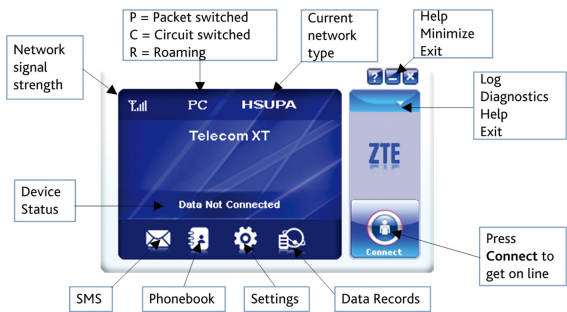 P = Packet switched
C = Circuit switched
R = Roaming
Current
network
type
Help
Minimize
Exit
Network
signal
strength
? – X
PC HSUPA
Log
Diagnostics
Help
Exit
Telecom XT
ZTE
Device
Status
Data Not Connected
Connect
Press
Connect to
get on line
SMS
Phonebook
Settings
Data Records